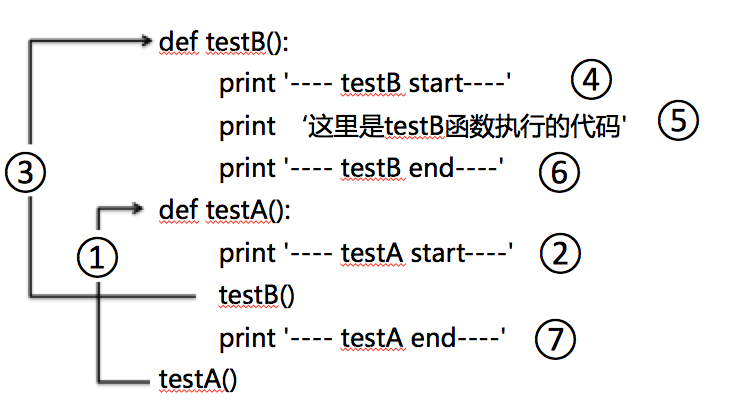 def testB():
print '---- testB start----' ④
print ‘这里是testB函数执行的代码' ⑤
print '---- testB end----' ⑥
③
def testA():
①
print '---- testA start----' ②
testB()
print '---- testA end----' ⑦
testA()